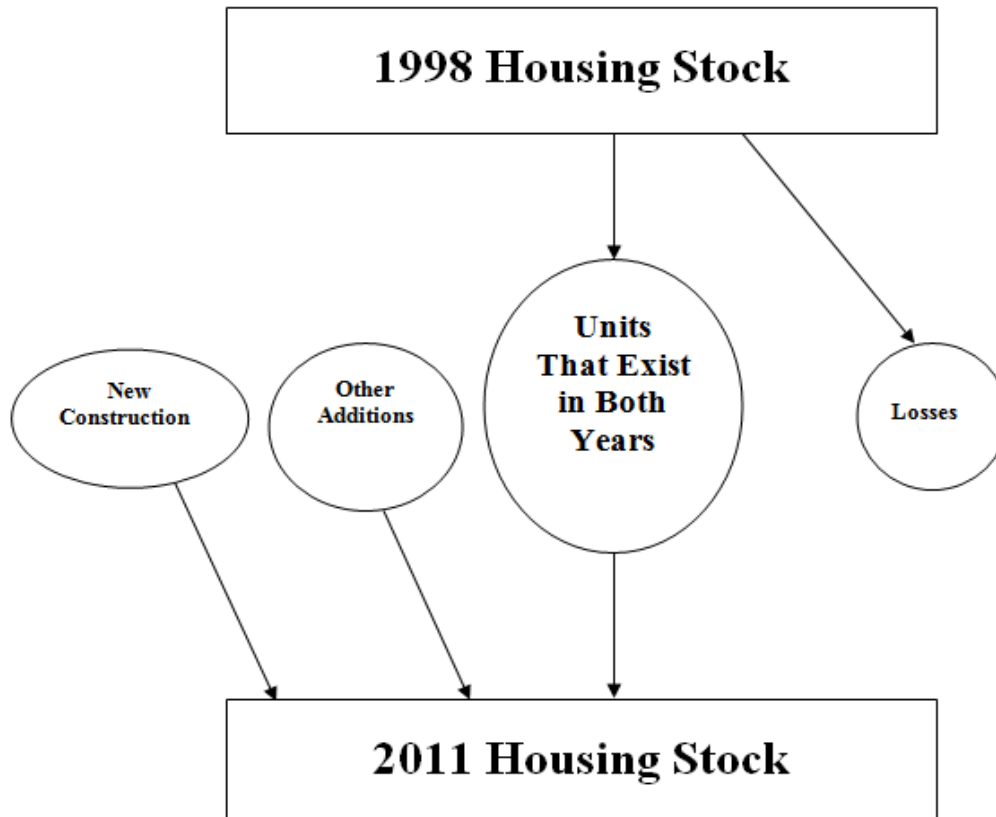 1998 Housing Stock
New
Construction
Other
Additions
Units
That Exist
in Both
Years
Losses
2011 Housing Stock